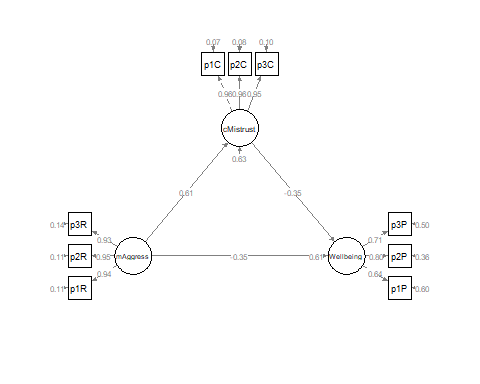 0.07 0.08 0.10
p1C p2C p3C
0.96 0.96 0.95
cMistrust
0.63
0.61 -0.35
p3R p3P
0.14 0.50
0.93 0.71
p2R p2P
0.11 0.95 mAggress -0.35 0.61 Wellbeing 0.80 0.36
0.94 0.64
p1R p1P
0.11 0.60